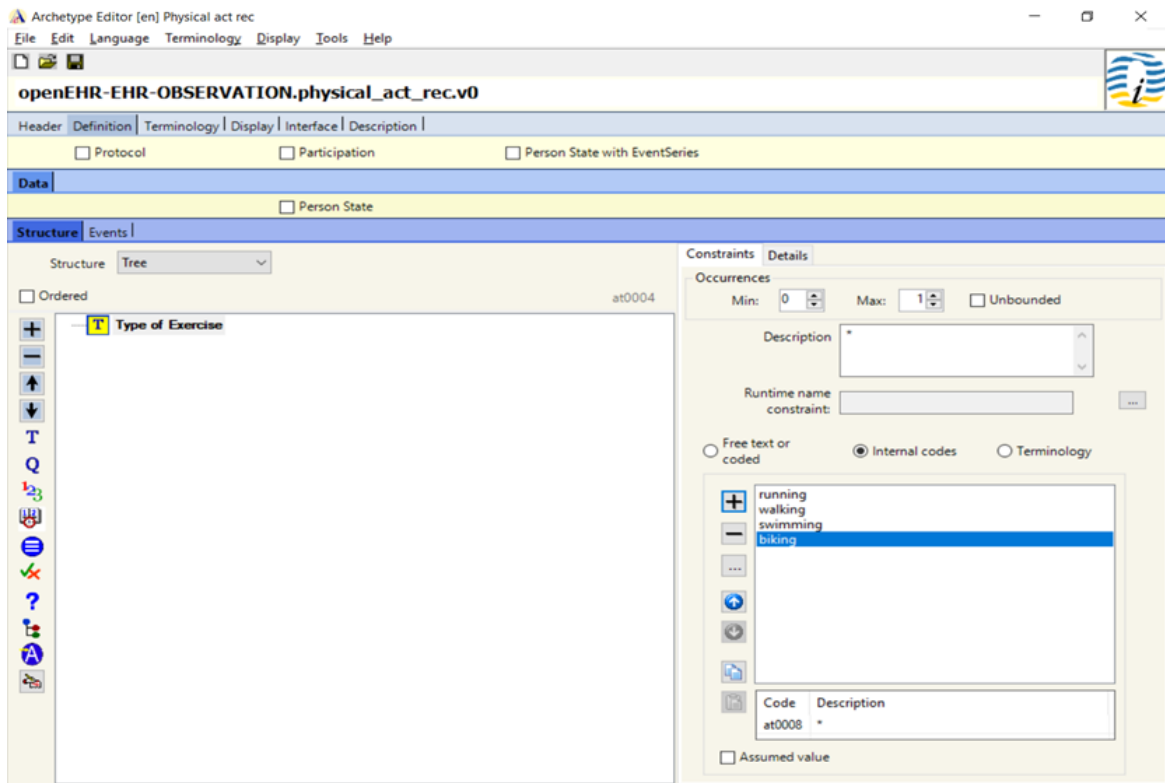 Archetype Editor [en] Physical act rec
File Edit Language Terminology Display Tools Help
openEHR-EHR-OBSERVATION.physical_act_rec.v0
Header Definition Terminology Display Interface Description
Protocol Participation Person State with EventSeries
Data
Person State
Structure Events
Structure Tree
Ordered at0004
T Type of Exercise
T
Q
123
?
A
Constraints Details
Occurrences
Min: 0 Max: 1 Unbounded
Description *
Runtime name
constraint: ...
Free text or
coded Internal codes Terminology
running
walking
swimming
biking
...
Code Description
at0008 *
Assumed value